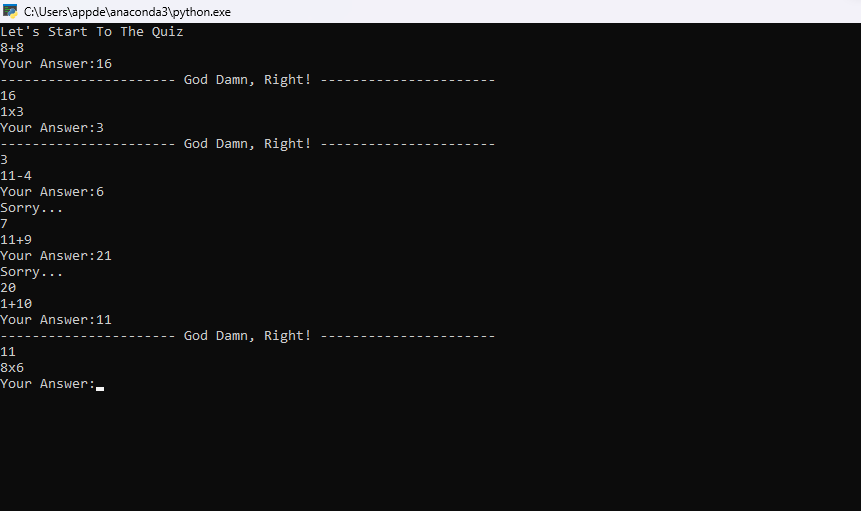 C:\Users\appde\anaconda3\python.exe
Let's Start To The Quiz
8+8
Your Answer:16
---------------------- God Damn, Right! ----------------------
16
1x3
Your Answer:3
---------------------- God Damn, Right! ----------------------
3
11-4
Your Answer:6
Sorry...
7
11+9
Your Answer:21
Sorry...
20
1+10
Your Answer:11
---------------------- God Damn, Right! ----------------------
11
8x6
Your Answer: